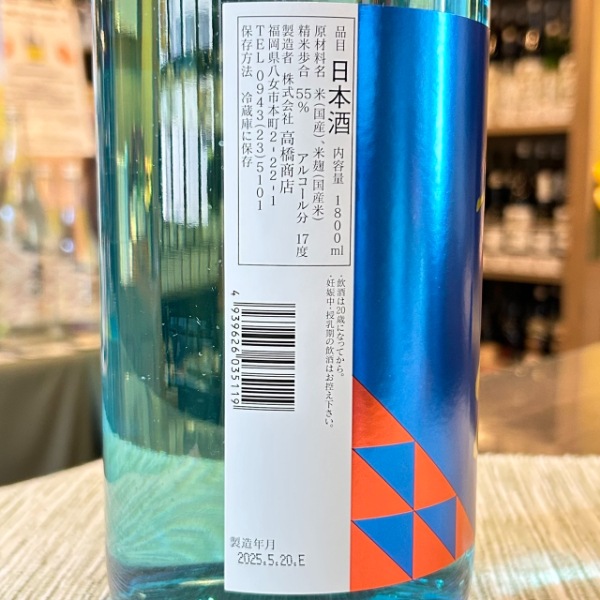 品目 日本酒 内容量 1800ml
原材料名 米(国産)、米麹(国産米)
精米歩合 55% アルコール分 17度
製造者 株式会社 高橋商店
福岡県八女市本町2-22-1
TEL 0943(23)5101
保存方法 冷蔵庫に保存
・飲酒は20歳になってから。
・妊娠中・授乳期の飲酒はお控え下さい。
4 939626 035119
製造年月
2025.5.20.E